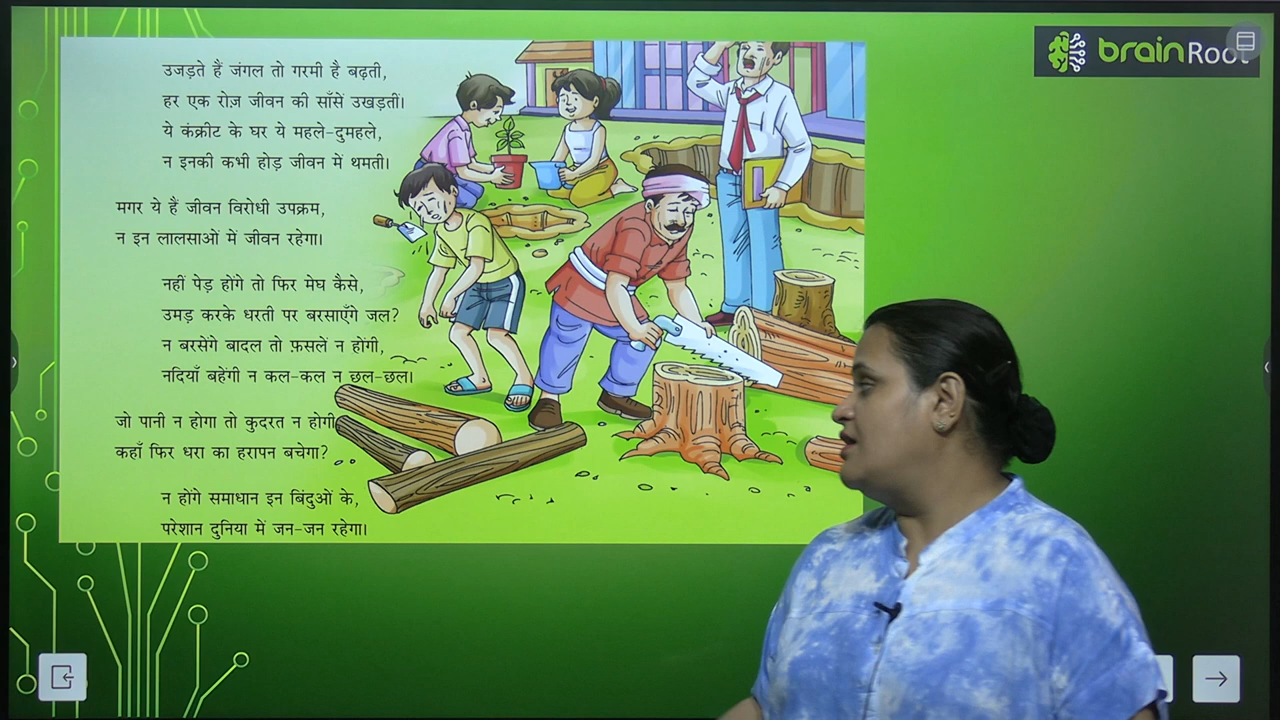 उजड़ते हैं जंगल तो गरमी है बढ़ती,
हर एक रोज़ जीवन की साँसें उखड़तीं।
ये कंक्रीट के घर ये महले-दुमहले,
न इनकी कभी होड़ जीवन में थमती।
मगर ये हैं जीवन विरोधी उपक्रम,
न इन लालसाओं में जीवन रहेगा।
नहीं पेड़ होंगे तो फिर मेघ कैसे,
उमड़ करके धरती पर बरसाएँगे जल?
न बरसेंगे बादल तो फ़सलें न होंगी,
नदियाँ बहेंगी न कल-कल न छल-छल।
जो पानी न होगा तो कुदरत न होगी
कहाँ फिर धरा का हरापन बचेगा?
न होंगे समाधान इन बिंदुओं के,
परेशान दुनिया में जन-जन रहेगा।
brainRoot